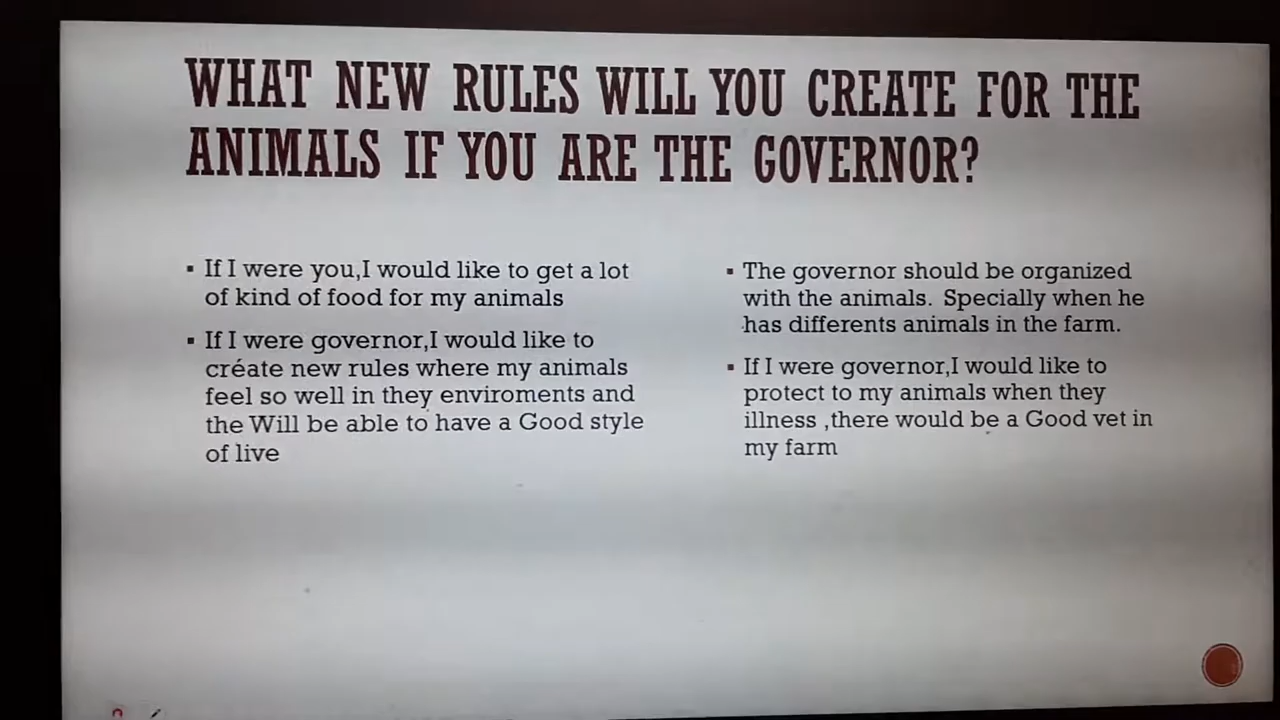 WHAT NEW RULES WILL YOU CREATE FOR THE
ANIMALS IF YOU ARE THE GOVERNOR?
▪ If I were you,I would like to get a lot
of kind of food for my animals
▪ If I were governor,I would like to
créate new rules where my animals
feel so well in they enviroments and
the Will be able to have a Good style
of live
▪ The governor should be organized
with the animals. Specially when he
has differents animals in the farm.
▪ If I were governor,I would like to
protect to my animals when they
illness ,there would be a Good vet in
my farm